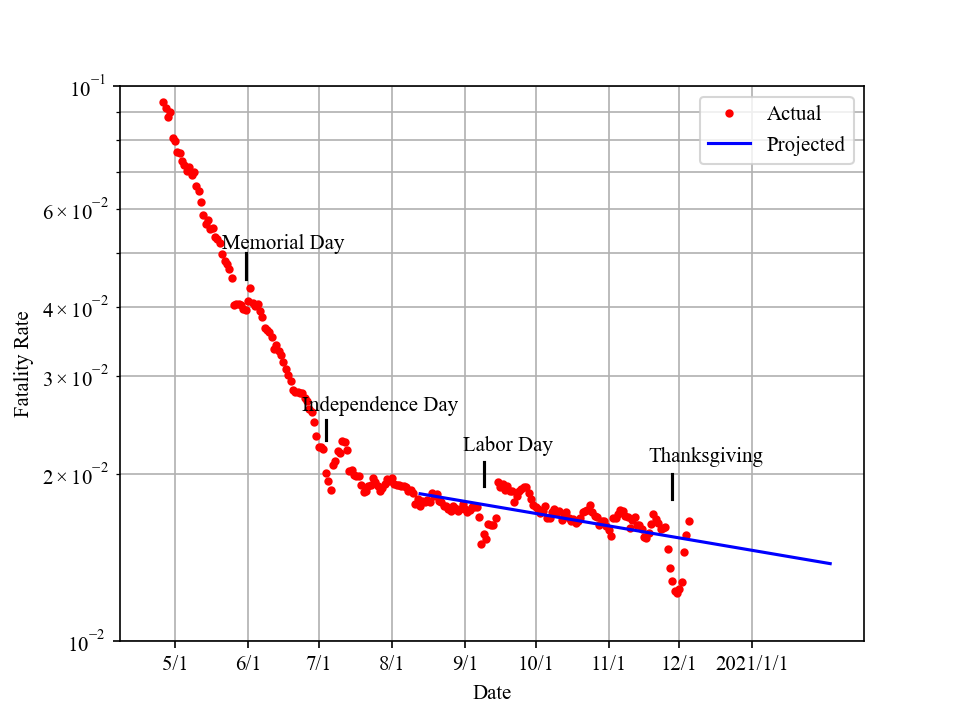 10⁻¹
Actual
Projected
6 × 10⁻²
Memorial Day
4 × 10⁻²
3 × 10⁻²
Independence Day
Labor Day
Thanksgiving
2 × 10⁻²
10⁻²
Fatality Rate
5/1 6/1 7/1 8/1 9/1 10/1 11/1 12/1 2021/1/1
Date